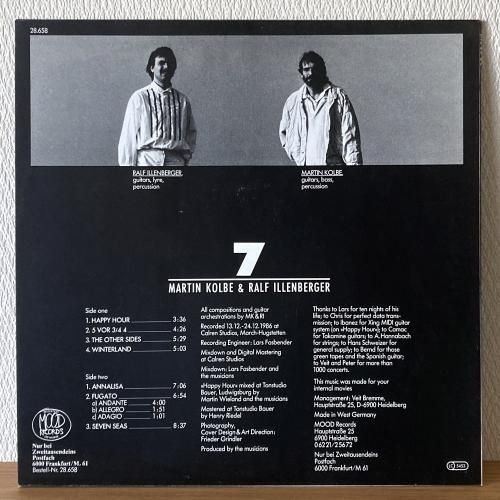 28.658
RALF ILLENBERGER,
guitars, lyre,
percussion
MARTIN KOLBE,
guitars, bass,
percussion
7
MARTIN KOLBE & RALF ILLENBERGER
Side one
1. HAPPY HOUR 3:36
2. 5 VOR 3/4 4 4:26
3. THE OTHER SIDES 5:29
4. WINTERLAND 5:03
Side two
1. ANNALISA 7:06
2. FUGATO 6:54
a) ANDANTE 4:00
b) ALLEGRO 1:51
c) ADAGIO 1:01
3. SEVEN SEAS 8:37
All compositions and guitar
orchestrations by MK & RI
Recorded 13.12.-24.12.1986 at
Calren Studios, March-Hugstetten
Recording Engineer: Lars Fasbender
Mixdown and Digital Mastering
at Calren Studios
Mixdown: Lars Fasbender and
the musicians
»Happy Hour« mixed at Tonstudio
Bauer, Ludwigsburg by
Martin Wieland and the musicians
Mastered at Tonstudio Bauer
by Henry Riedel
Photography,
Cover Design & Art Direction:
Frieder Grindler
Produced by the musicians
Thanks to Lars for ten nights of his
life; to Chris for perfect data trans-
mission; to Ibanez for Xing MIDI guitar
system (on »Happy Hour«); to Camac
for Takamine guitars; to A. Hannabach
for strings; to Hans Schweizer for
general supply; to Bernd for those
green tapes and the Spanish guitar;
to Veit and Peter for more than
1000 concerts.
This music was made for your
internal movies
Management: Veit Bremme,
Hauptstraße 25, D-6900 Heidelberg
Made in West Germany
MOOD Records
Hauptstraße 25
6900 Heidelberg
06221/25672
Nur bei Zweitausendeins
Postfach
6000 Frankfurt/M 61
MOOD
RECORDS
Nur bei
Zweitausendeins
Postfach
6000 Frankfurt/M. 61
Bestell-Nr. 28.658
LC 5453